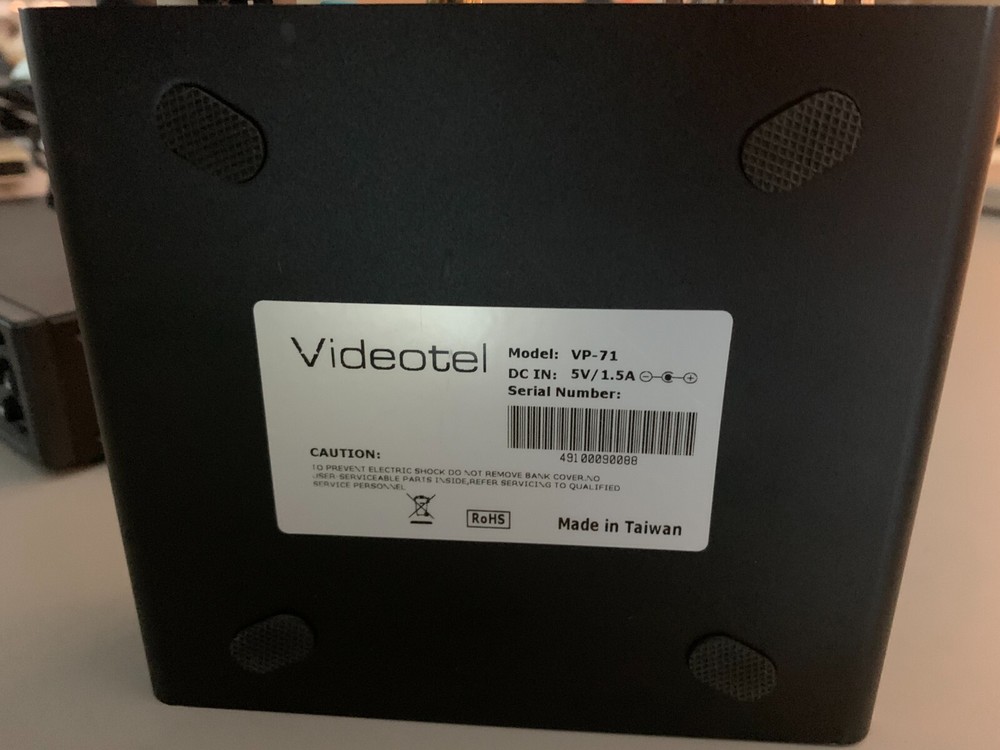 Videotel
Model: VP-71
DC IN: 5V/1.5A
Serial Number:
49100090088
CAUTION:
TO PREVENT ELECTRIC SHOCK DO NOT REMOVE BANK COVER,NO
USER-SERVICEABLE PARTS INSIDE,REFER SERVICING TO QUALIFIED
SERVICE PERSONNEL
RoHS
Made in Taiwan